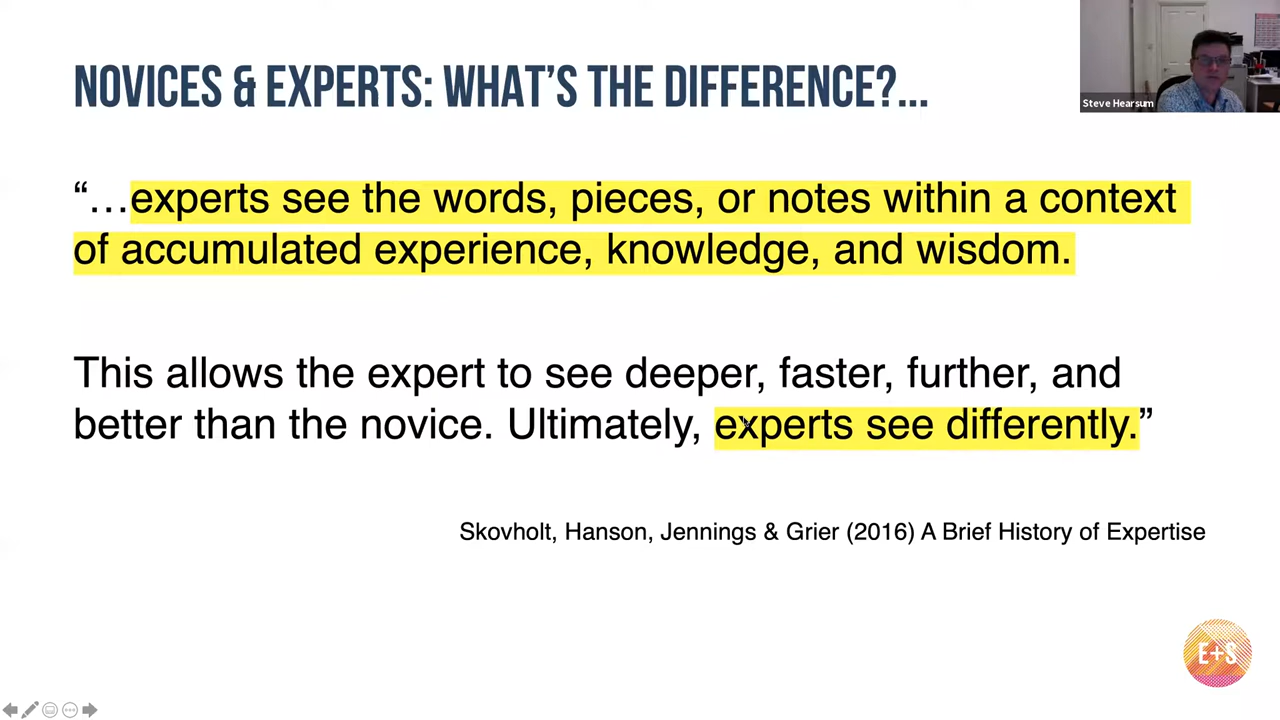 NOVICES & EXPERTS: WHAT'S THE DIFFERENCE?...
Steve Hearsum
“…experts see the words, pieces, or notes within a context
of accumulated experience, knowledge, and wisdom.
This allows the expert to see deeper, faster, further, and
better than the novice. Ultimately, experts see differently.”
Skovholt, Hanson, Jennings & Grier (2016) A Brief History of Expertise
E+S